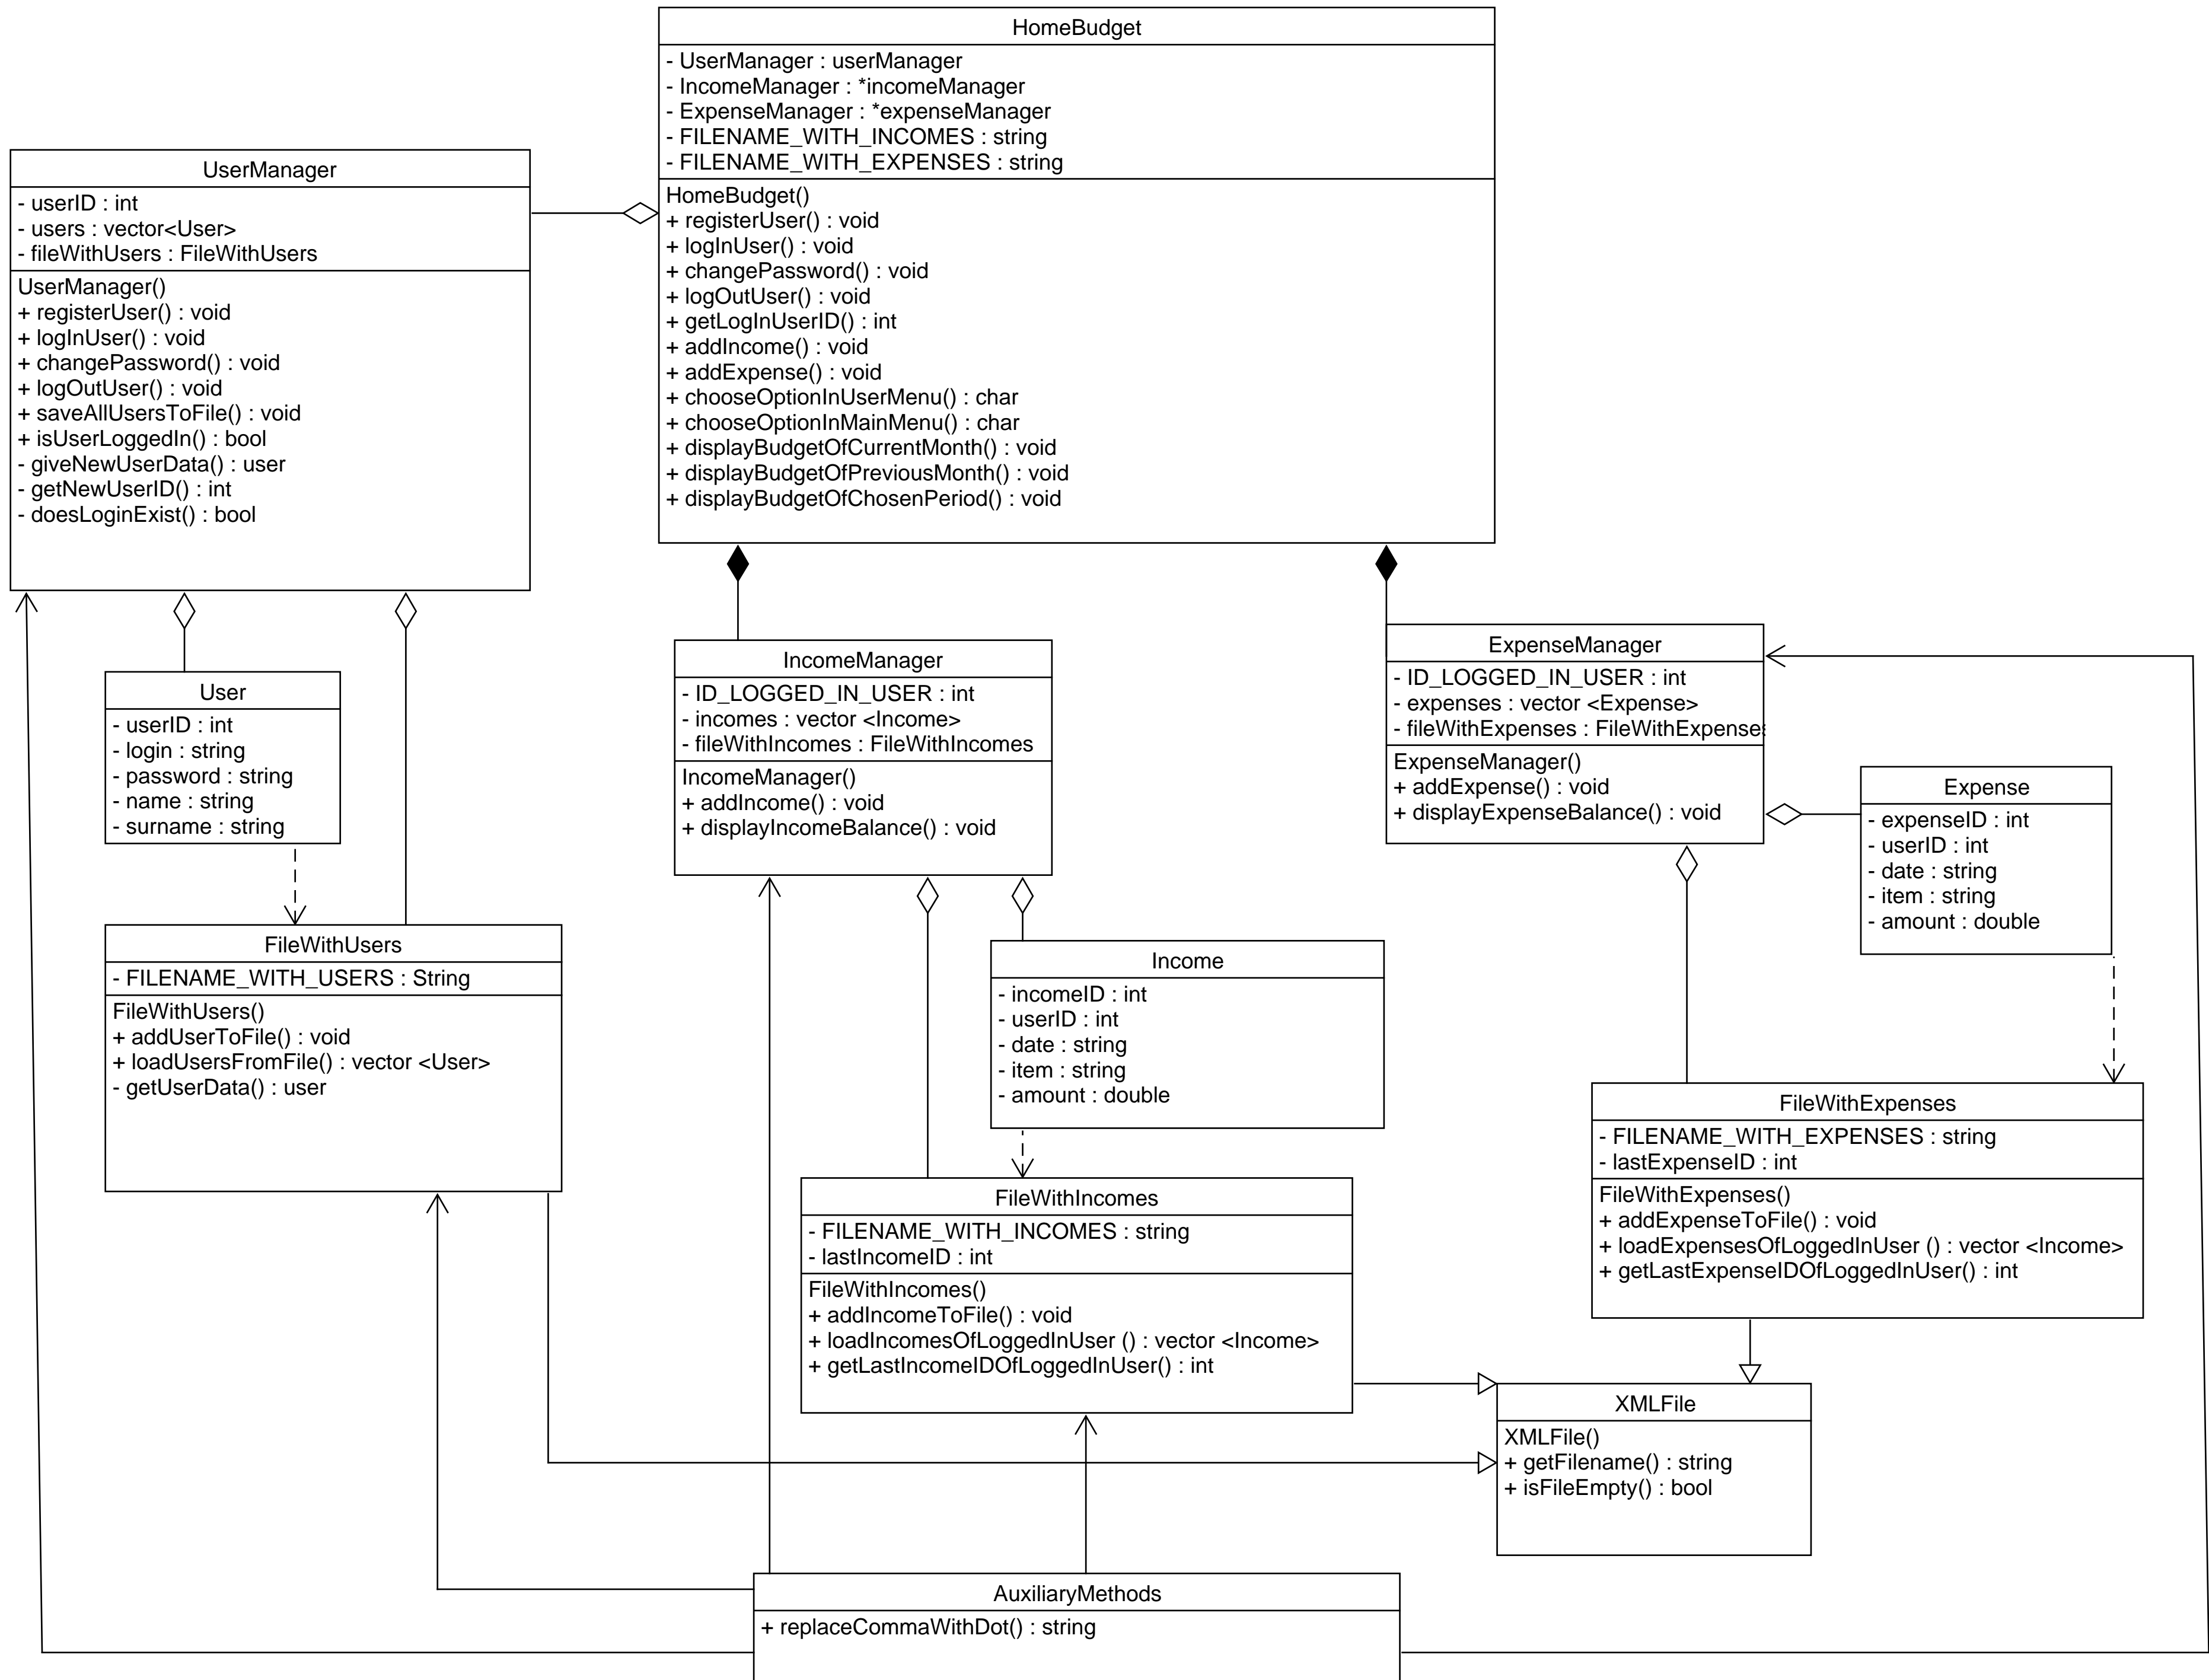 HomeBudget
- UserManager : userManager
- IncomeManager : *incomeManager
- ExpenseManager : *expenseManager
- FILENAME_WITH_INCOMES : string
- FILENAME_WITH_EXPENSES : string
HomeBudget()
+ registerUser() : void
+ logInUser() : void
+ changePassword() : void
+ logOutUser() : void
+ getLogInUserID() : int
+ addIncome() : void
+ addExpense() : void
+ chooseOptionInUserMenu() : char
+ chooseOptionInMainMenu() : char
+ displayBudgetOfCurrentMonth() : void
+ displayBudgetOfPreviousMonth() : void
+ displayBudgetOfChosenPeriod() : void
UserManager
- userID : int
- users : vector<User>
- fileWithUsers : FileWithUsers
UserManager()
+ registerUser() : void
+ logInUser() : void
+ changePassword() : void
+ logOutUser() : void
+ saveAllUsersToFile() : void
+ isUserLoggedIn() : bool
- giveNewUserData() : user
- getNewUserID() : int
- doesLoginExist() : bool
User
- userID : int
- login : string
- password : string
- name : string
- surname : string
IncomeManager
- ID_LOGGED_IN_USER : int
- incomes : vector <Income>
- fileWithIncomes : FileWithIncomes
IncomeManager()
+ addIncome() : void
+ displayIncomeBalance() : void
ExpenseManager
- ID_LOGGED_IN_USER : int
- expenses : vector <Expense>
- fileWithExpenses : FileWithExpenses
ExpenseManager()
+ addExpense() : void
+ displayExpenseBalance() : void
Expense
- expenseID : int
- userID : int
- date : string
- item : string
- amount : double
FileWithUsers
- FILENAME_WITH_USERS : String
FileWithUsers()
+ addUserToFile() : void
+ loadUsersFromFile() : vector <User>
- getUserData() : user
Income
- incomeID : int
- userID : int
- date : string
- item : string
- amount : double
FileWithExpenses
- FILENAME_WITH_EXPENSES : string
- lastExpenseID : int
FileWithExpenses()
+ addExpenseToFile() : void
+ loadExpensesOfLoggedInUser () : vector <Income>
+ getLastExpenseIDOfLoggedInUser() : int
FileWithIncomes
- FILENAME_WITH_INCOMES : string
- lastIncomeID : int
FileWithIncomes()
+ addIncomeToFile() : void
+ loadIncomesOfLoggedInUser () : vector <Income>
+ getLastIncomeIDOfLoggedInUser() : int
XMLFile
XMLFile()
+ getFilename() : string
+ isFileEmpty() : bool
AuxiliaryMethods
+ replaceCommaWithDot() : string